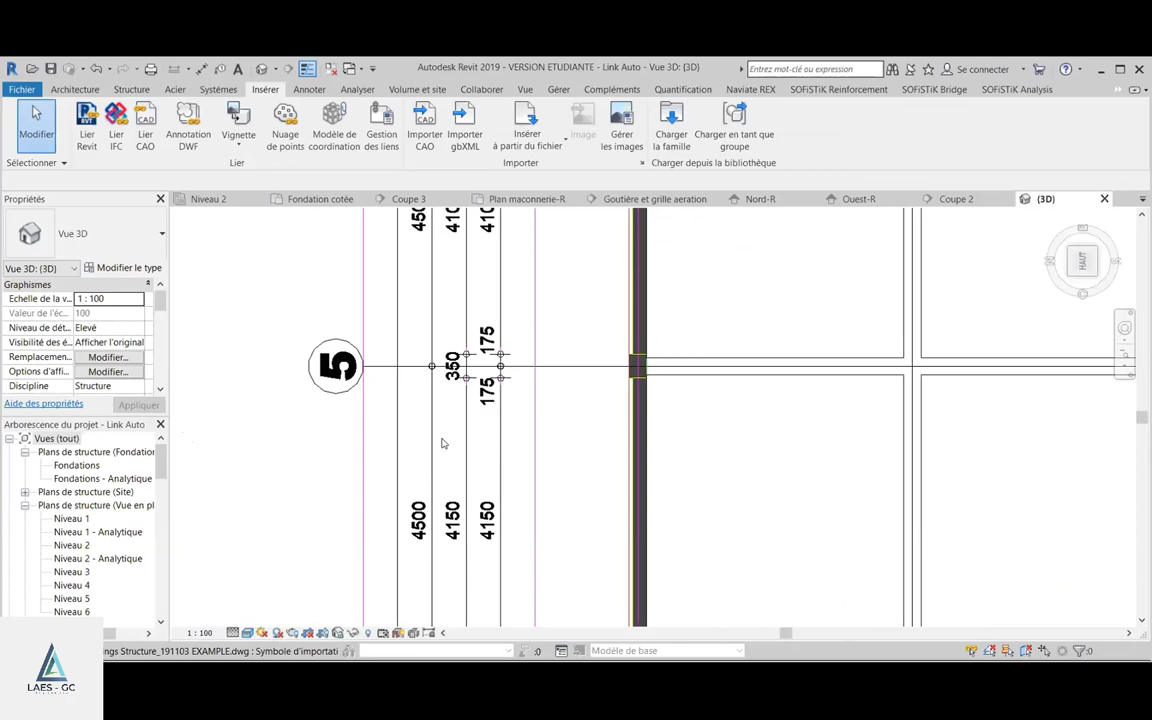 Autodesk Revit 2019 - VERSION ETUDIANTE - Link Auto - Vue 3D: (3D)
Entrez mot-clé ou expression
Se connecter
Fichier Architecture Structure Acier Systèmes Insérer Annoter Analyser Volume et site Collaborer Vue Gérer Compléments Quantification Naviate REX SOFiSTiK Reinforcement SOFiSTiK Bridge SOFiSTiK Analysis
Modifier
Lier Revit
Lier IFC
Lier CAO
Annotation DWF
Vignette
Nuage de points
Modèle de coordination
Gestion des liens
Importer CAO
Importer gbXML
Insérer à partir du fichier
Image
Gérer les images
Charger la famille
Charger en tant que groupe
Sélectionner
Lier
Importer
Charger depuis la bibliothèque
Propriétés
Niveau 2
Fondation cotée
Coupe 3
Plan maconnerie-R
Goutière et grille aeration
Nord-R
Ouest-R
Coupe 2
(3D)
Vue 3D
Vue 3D: (3D)
Modifier le type
Graphismes
Echelle de la v... 1 : 100
Valeur de l'éc... 100
Niveau de dét... Elevé
Visibilité des é... Afficher l'original
Remplacemen... Modifier...
Options d'affi... Modifier...
Discipline Structure
Aide des propriétés
Appliquer
Arborescence du projet - Link Auto
Vues (tout)
Plans de structure (Fondation
Fondations
Fondations - Analytique
Plans de structure (Site)
Plans de structure (Vue en pl
Niveau 1
Niveau 1 - Analytique
Niveau 2
Niveau 2 - Analytique
Niveau 3
Niveau 4
Niveau 5
Niveau 6
450
410
410
5
350
175
175
4500
4150
4150
HAUT
1 : 100
ings Structure_191103 EXAMPLE.dwg : Symbole d'importati
:0
Modèle de base
:0
LAES - GC